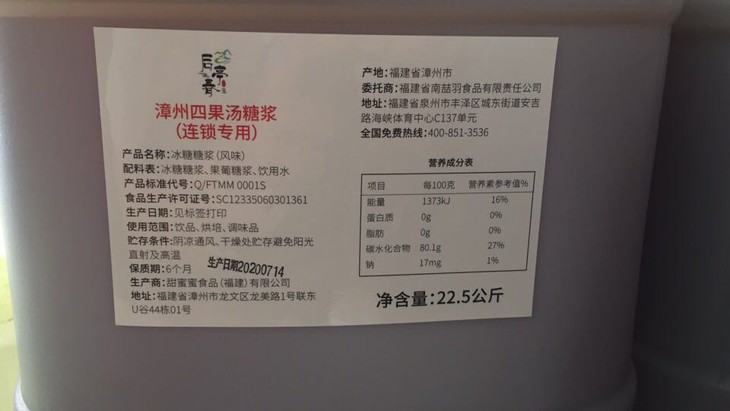 后亭斋
漳州四果汤糖浆
(连锁专用)
产品名称:冰糖糖浆(风味)
配料表:冰糖糖浆、果葡糖浆、饮用水
产品标准代号:Q/FTMM 0001S
食品生产许可证号:SC12335060301361
生产日期:见标签打印
使用范围:饮品、烘培、调味品
贮存条件:阴凉通风、干燥处贮存避免阳光
直射及高温
保质期:6个月
生产日期20200714
生产商:甜蜜蜜食品(福建)有限公司
地址:福建省漳州市龙文区龙美路1号联东
U谷44栋01号
产地:福建省漳州市
委托商:福建省南喆羽食品有限责任公司
地址:福建省泉州市丰泽区城东街道安吉
路海峡体育中心C137单元
全国免费热线:400-851-3536
营养成分表
项目 每100克 营养素参考值%
能量 1373kJ 16%
蛋白质 0g 0%
脂肪 0g 0%
碳水化合物 80.1g 27%
钠 17mg 1%
净含量:22.5公斤